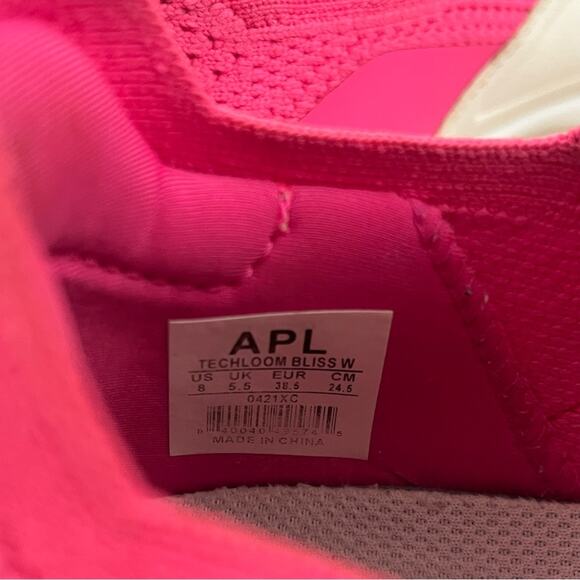 APL
TECHLOOM BLISS W
US UK EUR CM
8 5.5 38.5 24.5
0421XC
MADE IN CHINA